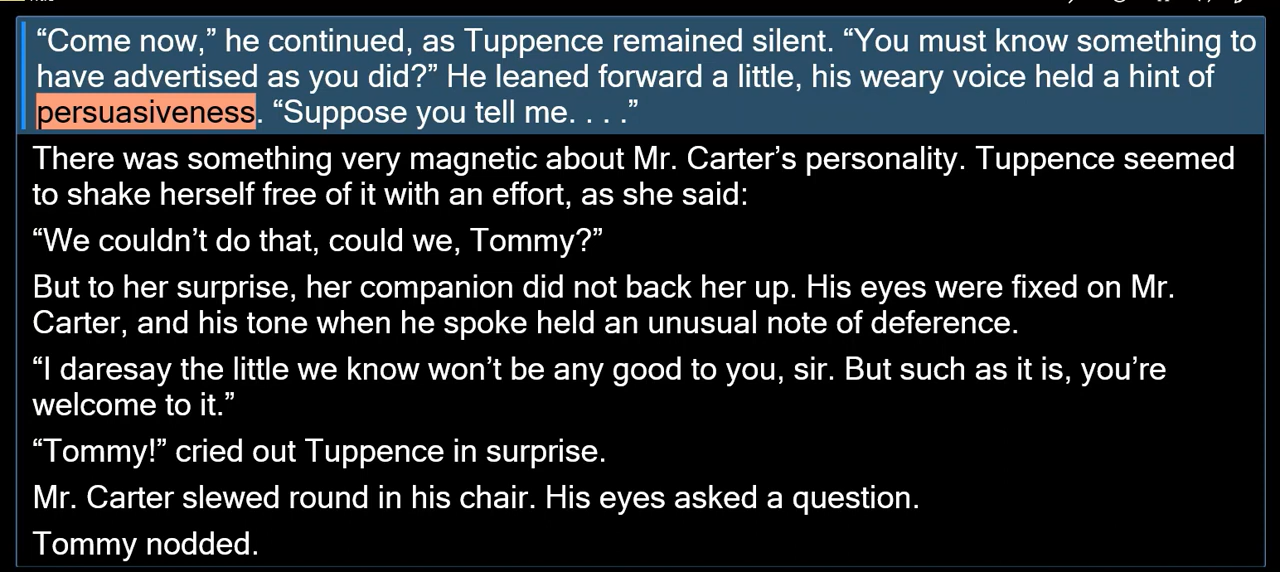 “Come now,” he continued, as Tuppence remained silent. “You must know something to
have advertised as you did?” He leaned forward a little, his weary voice held a hint of
persuasiveness. “Suppose you tell me. . . .”
There was something very magnetic about Mr. Carter’s personality. Tuppence seemed
to shake herself free of it with an effort, as she said:
“We couldn’t do that, could we, Tommy?”
But to her surprise, her companion did not back her up. His eyes were fixed on Mr.
Carter, and his tone when he spoke held an unusual note of deference.
“I daresay the little we know won’t be any good to you, sir. But such as it is, you’re
welcome to it.”
“Tommy!” cried out Tuppence in surprise.
Mr. Carter slewed round in his chair. His eyes asked a question.
Tommy nodded.